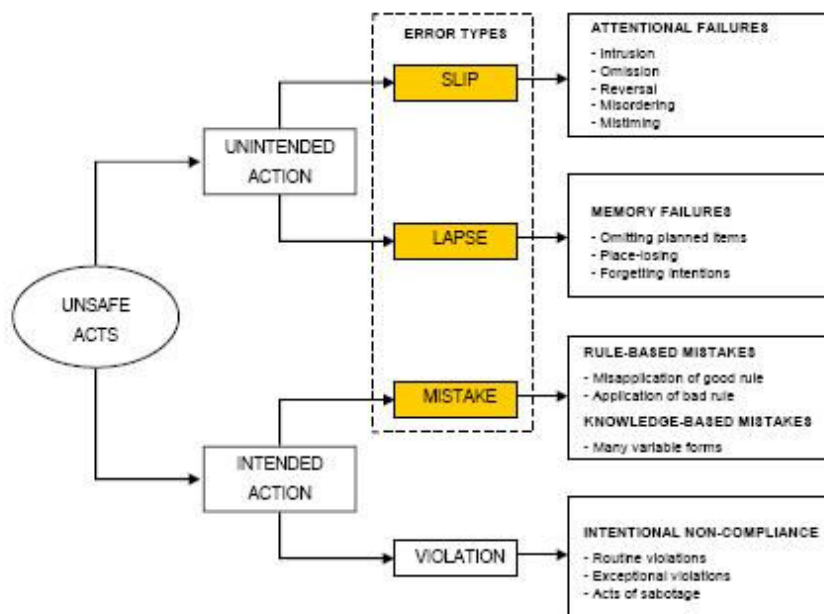 ERROR TYPES
SLIP
ATTENTIONAL FAILURES
- Intrusion
- Omission
- Reversal
- Misordering
- Mistiming
UNINTENDED
ACTION
LAPSE
MEMORY FAILURES
- Omitting planned items
- Place-losing
- Forgetting intentions
UNSAFE
ACTS
MISTAKE
RULE-BASED MISTAKES
- Misapplication of good rule
- Application of bad rule
KNOWLEDGE-BASED MISTAKES
- Many variable forms
INTENDED
ACTION
VIOLATION
INTENTIONAL NON-COMPLIANCE
- Routine violations
- Exceptional violations
- Acts of sabotage